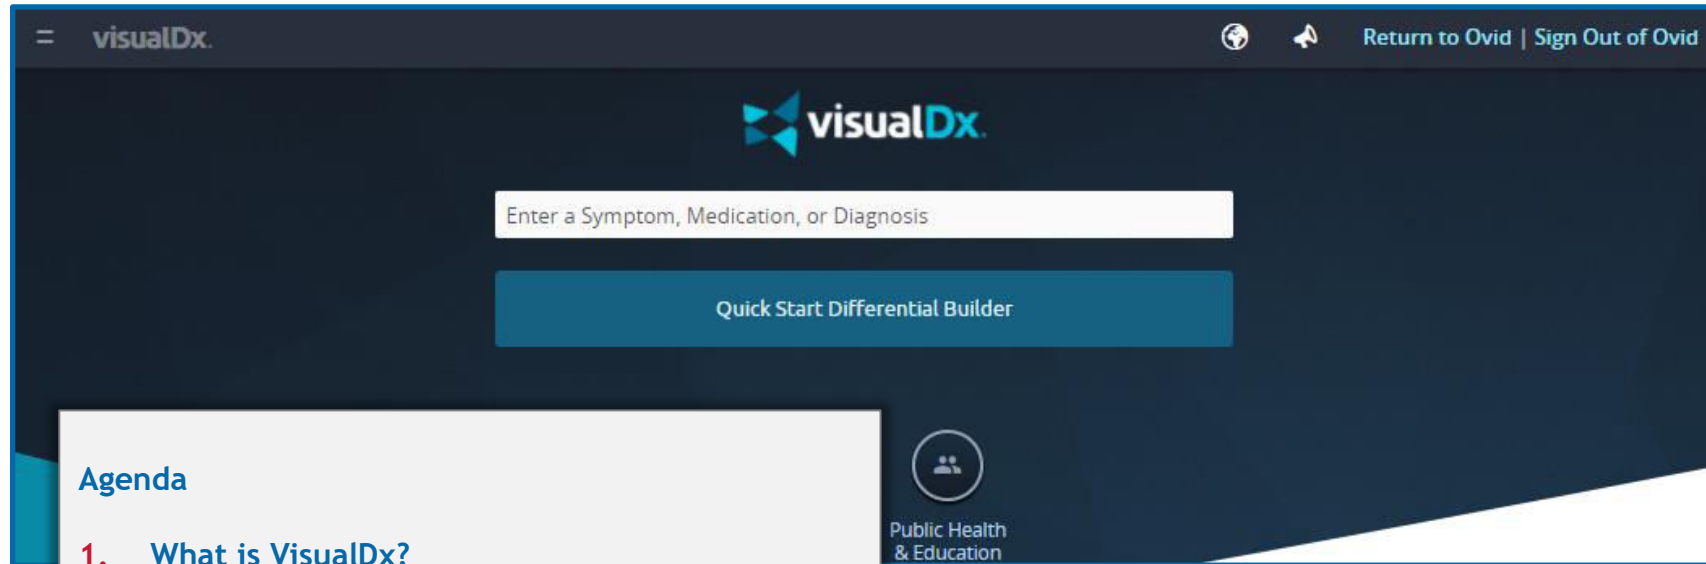 visualDx.
Return to Ovid | Sign Out of Ovid
visualDx.
Enter a Symptom, Medication, or Diagnosis
Quick Start Differential Builder
Agenda
1. What is VisualDx?
Public Health
& Education